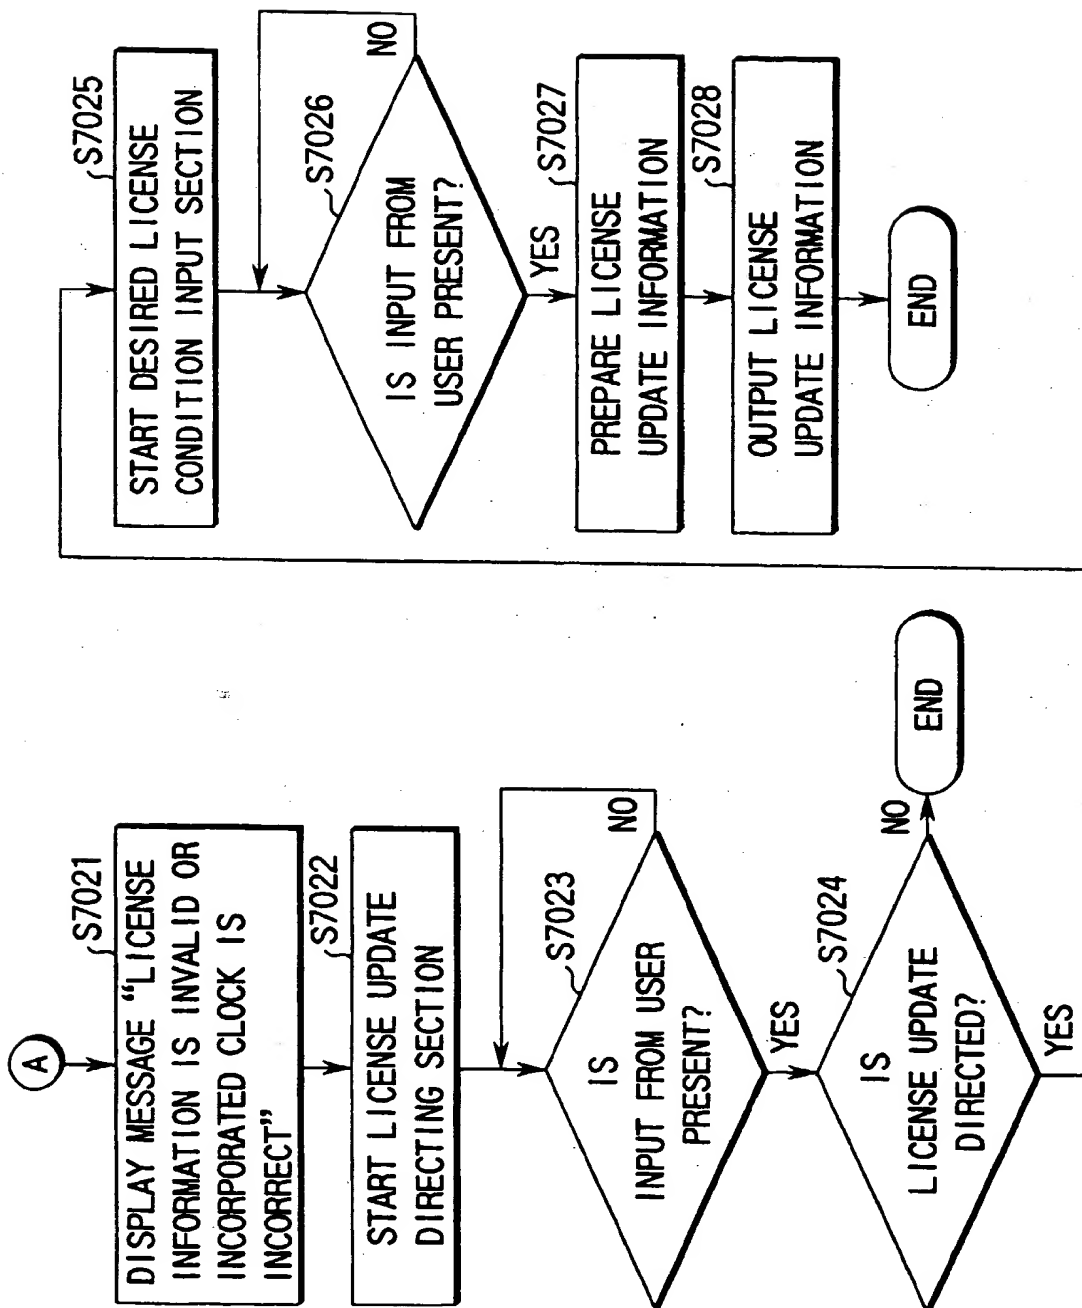 A
S7021
DISPLAY MESSAGE “LICENSE
INFORMATION IS INVALID OR
INCORPORATED CLOCK IS
INCORRECT”
S7022
START LICENSE UPDATE
DIRECTING SECTION
S7023
IS
INPUT FROM USER
PRESENT?
NO
YES
S7024
IS
LICENSE UPDATE
DIRECTED?
NO
END
YES
S7025
START DESIRED LICENSE
CONDITION INPUT SECTION
S7026
IS INPUT FROM
USER PRESENT?
NO
YES
S7027
PREPARE LICENSE
UPDATE INFORMATION
S7028
OUTPUT LICENSE
UPDATE INFORMATION
END